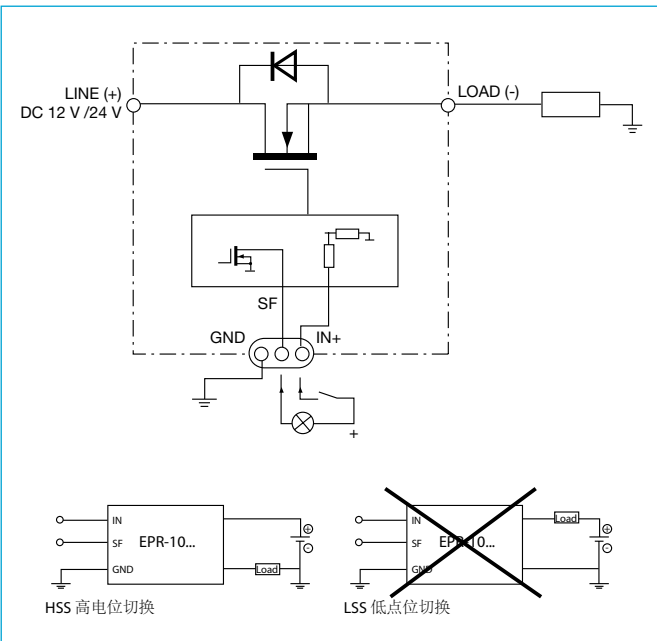 LINE (+)
DC 12 V /24 V
LOAD (-)
SF
GND
IN+
+
IN
SF
GND
EPR-10...
Load
+
-
HSS 高电位切换
IN
SF
GND
EPR-10...
Load
+
-
LSS 低点位切换